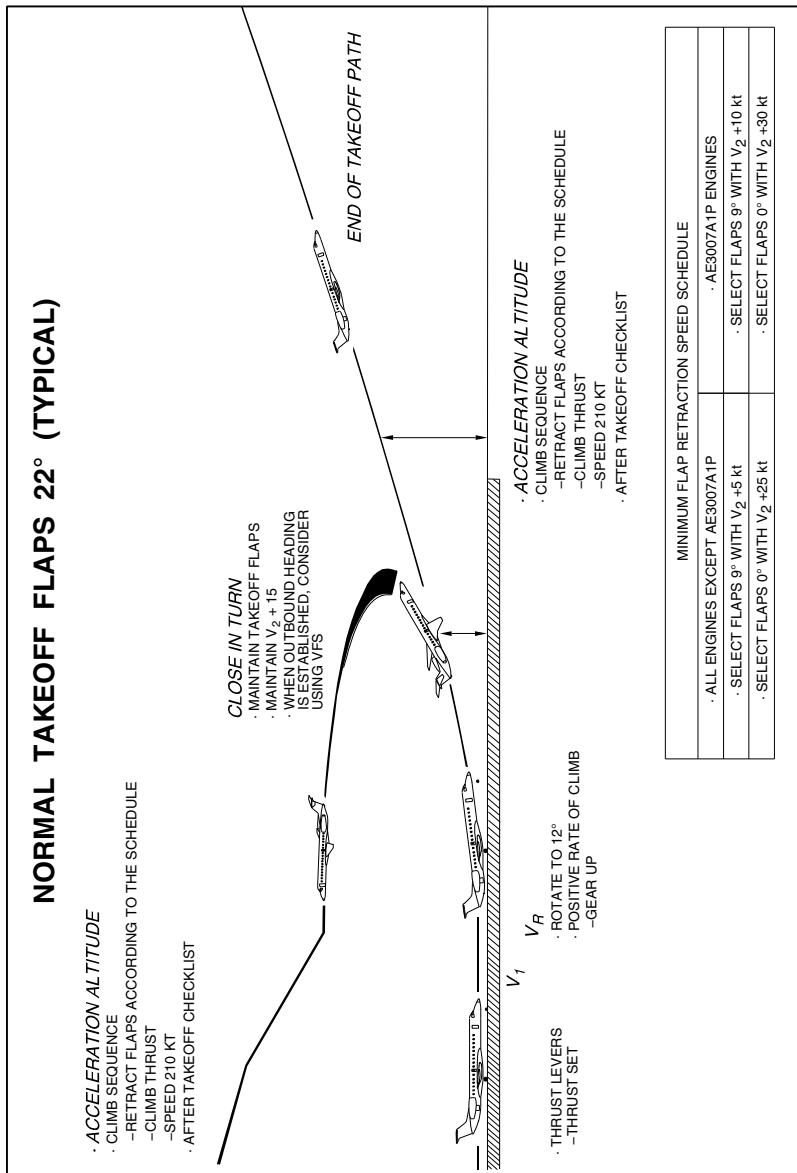 NORMAL TAKEOFF FLAPS 22° (TYPICAL)
· ACCELERATION ALTITUDE
· CLIMB SEQUENCE
–RETRACT FLAPS ACCORDING TO THE SCHEDULE
–CLIMB THRUST
–SPEED 210 KT
· AFTER TAKEOFF CHECKLIST
CLOSE IN TURN
· MAINTAIN TAKEOFF FLAPS
· MAINTAIN V2 + 15
· WHEN OUTBOUND HEADING
IS ESTABLISHED, CONSIDER
USING VFS
END OF TAKEOFF PATH
· THRUST LEVERS
–THRUST SET
V1
VR
· ROTATE TO 12°
· POSITIVE RATE OF CLIMB
–GEAR UP
· ACCELERATION ALTITUDE
· CLIMB SEQUENCE
–RETRACT FLAPS ACCORDING TO THE SCHEDULE
–CLIMB THRUST
–SPEED 210 KT
· AFTER TAKEOFF CHECKLIST
MINIMUM FLAP RETRACTION SPEED SCHEDULE
· ALL ENGINES EXCEPT AE3007A1P
· AE3007A1P ENGINES
· SELECT FLAPS 9° WITH V2 +5 kt
· SELECT FLAPS 9° WITH V2 +10 kt
· SELECT FLAPS 0° WITH V2 +25 kt
· SELECT FLAPS 0° WITH V2 +30 kt